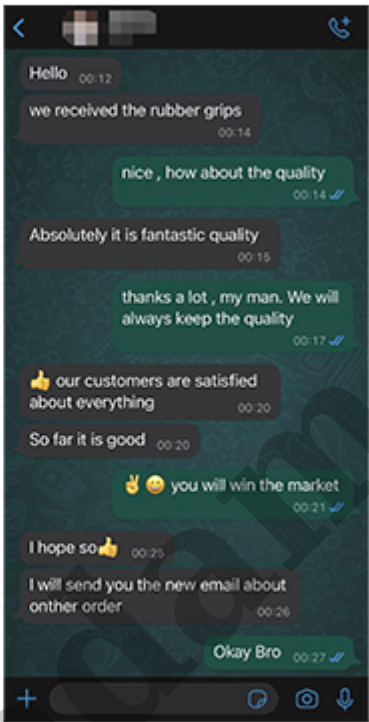 Hello 00:12
we received the rubber grips
00:14
nice , how about the quality
00:14
Absolutely it is fantastic quality
00:15
thanks a lot , my man. We will
always keep the quality
00:17
👍 our customers are satisfied
about everything 00:20
So far it is good 00:20
✌😀 you will win the market
00:21
I hope so👍 00:25
I will send you the new email about
onther order 00:26
Okay Bro 00:27